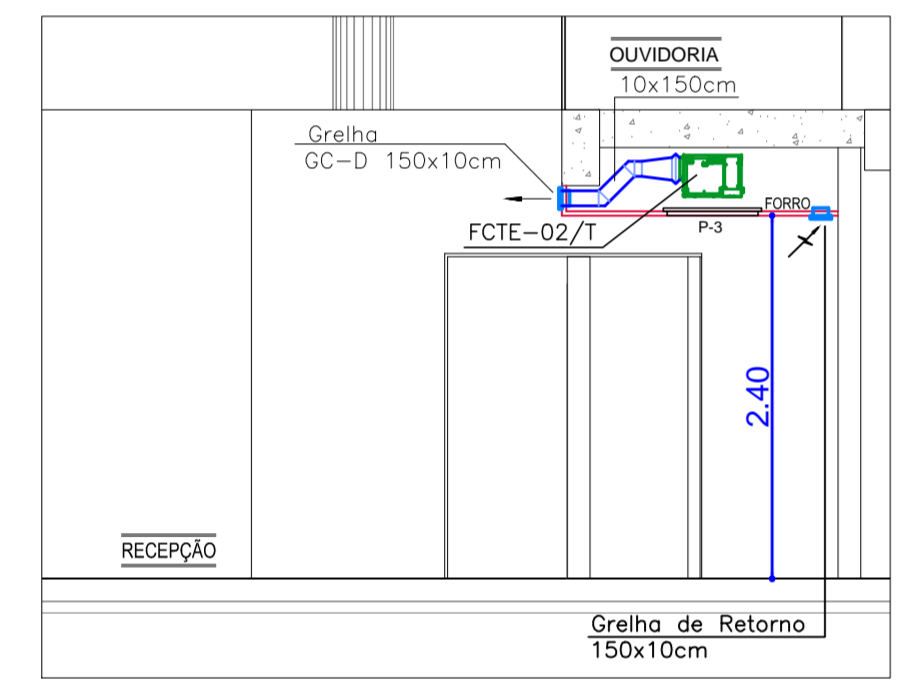 OUVIDORIA
10x150cm
Grelha
GC-D 150x10cm
FORRO
FCTE-02/T
P-3
2.40
RECEPÇÃO
Grelha de Retorno
150x10cm